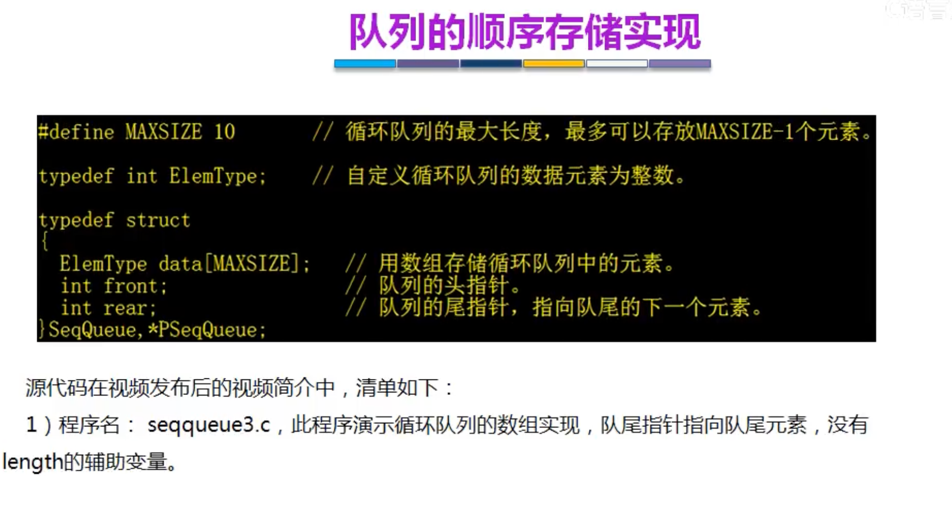 队列的顺序存储实现
#define MAXSIZE 10 // 循环队列的最大长度，最多可以存放MAXSIZE-1个元素。
typedef int ElemType; // 自定义循环队列的数据元素为整数。
typedef struct
{
ElemType data[MAXSIZE]; // 用数组存储循环队列中的元素。
int front; // 队列的头指针。
int rear; // 队列的尾指针，指向队尾的下一个元素。
}SeqQueue,*PSeqQueue;
源代码在视频发布后的视频简介中，清单如下：
1）程序名： seqqueue3.c，此程序演示循环队列的数组实现，队尾指针指向队尾元素，没有
length的辅助变量。